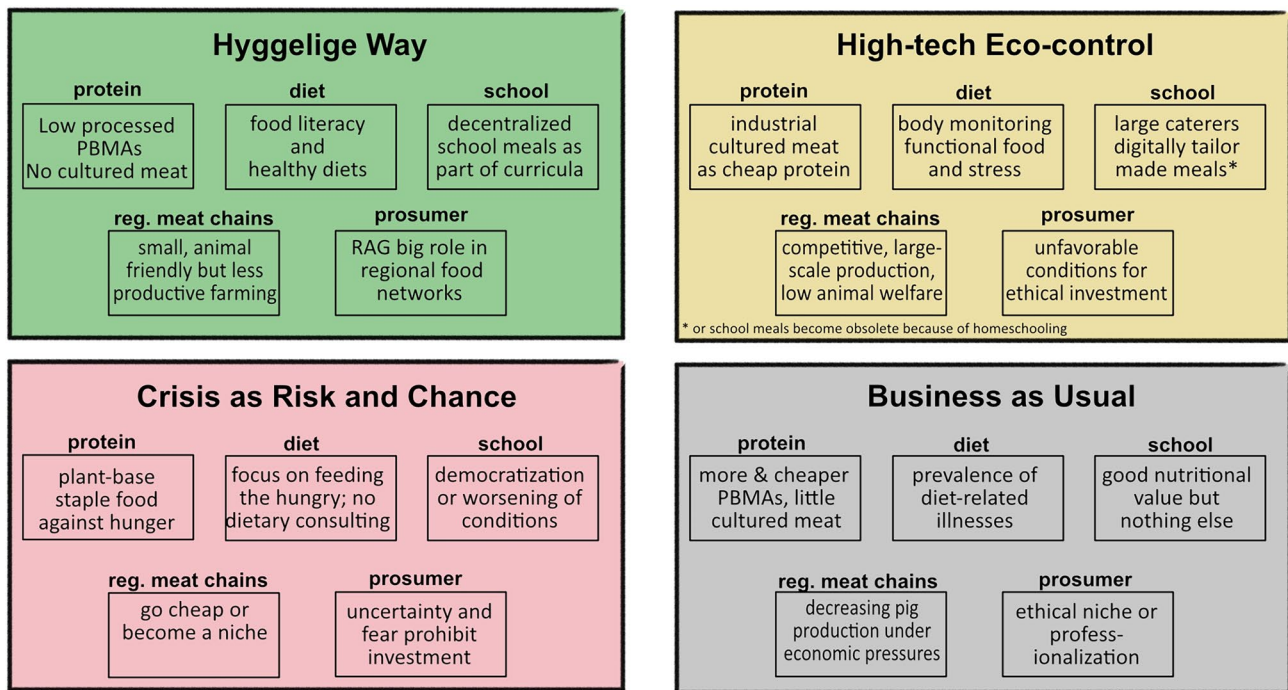 Hyggelige Way
protein
Low processed
PBMAs
No cultured meat
diet
food literacy
and
healthy diets
school
decentralized
school meals as
part of curricula
reg. meat chains
small, animal
friendly but less
productive farming
prosumer
RAG big role in
regional food
networks
High-tech Eco-control
protein
industrial
cultured meat
as cheap protein
diet
body monitoring
functional food
and stress
school
large caterers
digitally tailor
made meals*
reg. meat chains
competitive, large-
scale production,
low animal welfare
prosumer
unfavorable
conditions for
ethical investment
* or school meals become obsolete because of homeschooling
Crisis as Risk and Chance
protein
plant-base
staple food
against hunger
diet
focus on feeding
the hungry; no
dietary consulting
school
democratization
or worsening of
conditions
reg. meat chains
go cheap or
become a niche
prosumer
uncertainty and
fear prohibit
investment
Business as Usual
protein
more & cheaper
PBMAs, little
cultured meat
diet
prevalence of
diet-related
illnesses
school
good nutritional
value but
nothing else
reg. meat chains
decreasing pig
production under
economic pressures
prosumer
ethical niche or
profess-
ionalization